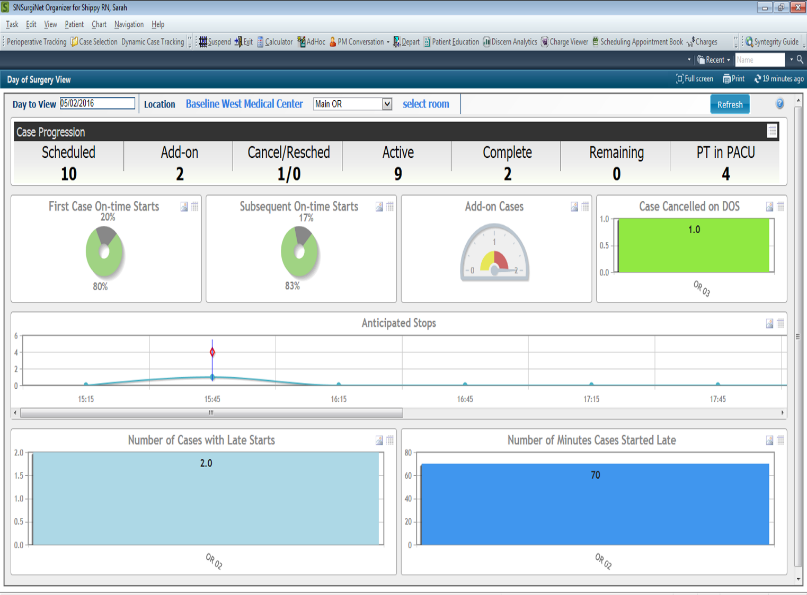 SNSurgiNet Organizer for Shippy RN, Sarah
Task Edit View Patient Chart Navigation Help
Perioperative Tracking Case Selection Dynamic Case Tracking Suspend Exit Calculator AdHoc PM Conversation Depart Patient Education Discern Analytics Charge Viewer Scheduling Appointment Book Charges Syntegrity Guide
Recent Name
Day of Surgery View Full screen Print 19 minutes ago
Day to View 05/02/2016 Location Baseline West Medical Center Main OR select room Refresh
Case Progression
Scheduled Add-on Cancel/Resched Active Complete Remaining PT in PACU
10 2 1/0 9 2 0 4
First Case On-time Starts
20%
80%
Subsequent On-time Starts
17%
83%
Add-on Cases
1
0 2
Case Cancelled on DOS
1.0
0.5
0.0
1.0
OR 03
Anticipated Stops
6
4
2
0
15:15 15:45 16:15 16:45 17:15 17:45
Number of Cases with Late Starts
2.0
1.5
1.0
0.5
0.0
2.0
OR 02
Number of Minutes Cases Started Late
80
60
40
20
0
70
OR 02